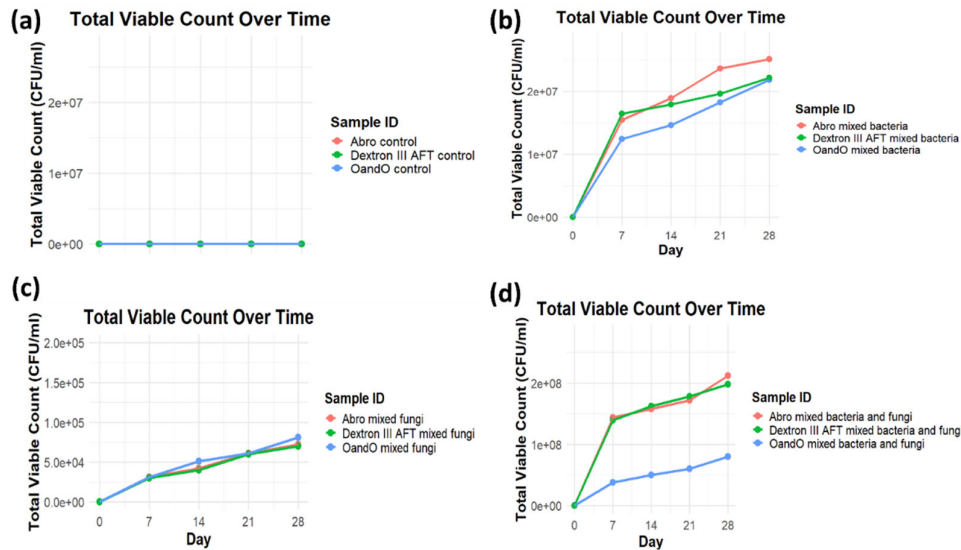 (a)
Total Viable Count Over Time
Total Viable Count (CFU/ml)
2e+07
1e+07
0e+00
Sample ID
Abro control
Dextron III AFT control
OandO control
(b)
Total Viable Count Over Time
Total Viable Count (CFU/ml)
2e+07
1e+07
0e+00
0 7 14 21 28
Day
Sample ID
Abro mixed bacteria
Dextron III AFT mixed bacteria
OandO mixed bacteria
(c)
Total Viable Count Over Time
Total Viable Count (CFU/ml)
2.0e+05
1.5e+05
1.0e+05
5.0e+04
0.0e+00
0 7 14 21 28
Day
Sample ID
Abro mixed fungi
Dextron III AFT mixed fungi
OandO mixed fungi
(d)
Total Viable Count Over Time
Total Viable Count (CFU/ml)
2e+08
1e+08
0e+00
0 7 14 21 28
Day
Sample ID
Abro mixed bacteria and fungi
Dextron III AFT mixed bacteria and fung
OandO mixed bacteria and fungi